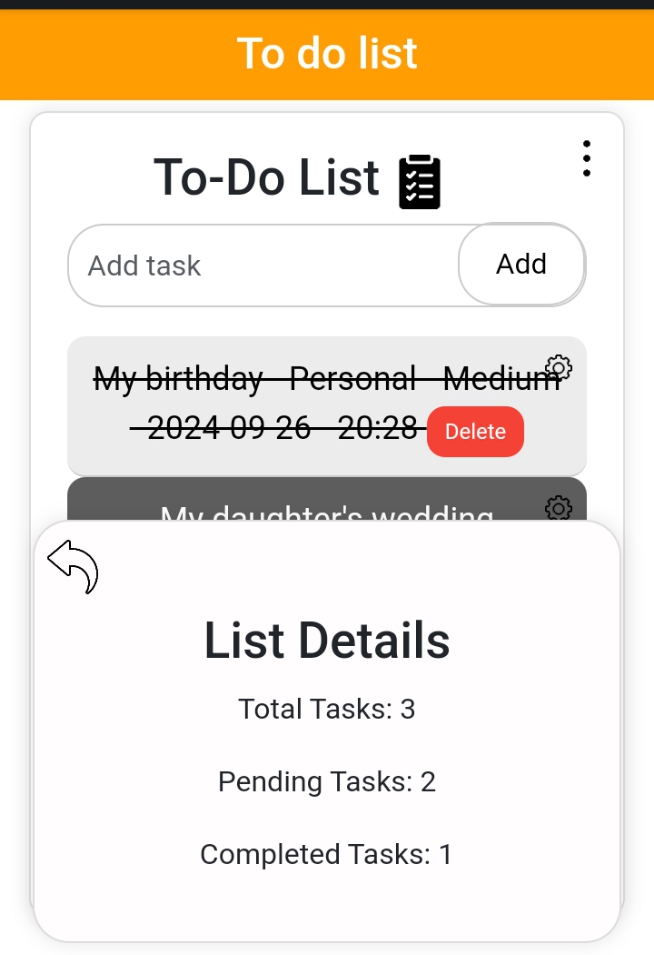 To do list
To-Do List
Add task
Add
My birthday - Personal - Medium
- 2024-09-26 - 20:28
Delete
My daughter's wedding
List Details
Total Tasks: 3
Pending Tasks: 2
Completed Tasks: 1